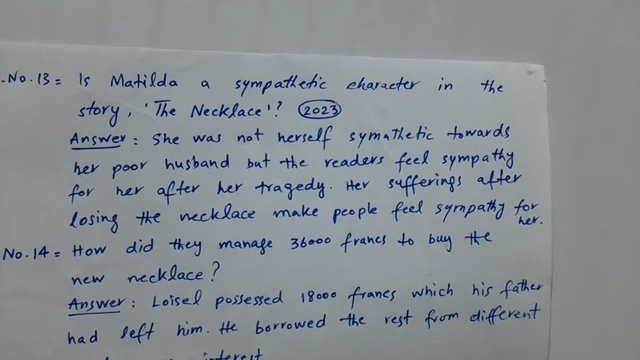 .No.13 = Is Matilda a sympathetic character in the
story, 'The Necklace'? 2023
Answer: She was not herself symathetic towards
her poor husband but the readers feel sympathy
for her after her tragedy. Her sufferings after
losing the necklace make people feel sympathy for
her.
No.14 = How did they manage 36000 francs to buy the
new necklace?
Answer: Loisel possessed 18000 francs which his father
had left him. He borrowed the rest from different
interest